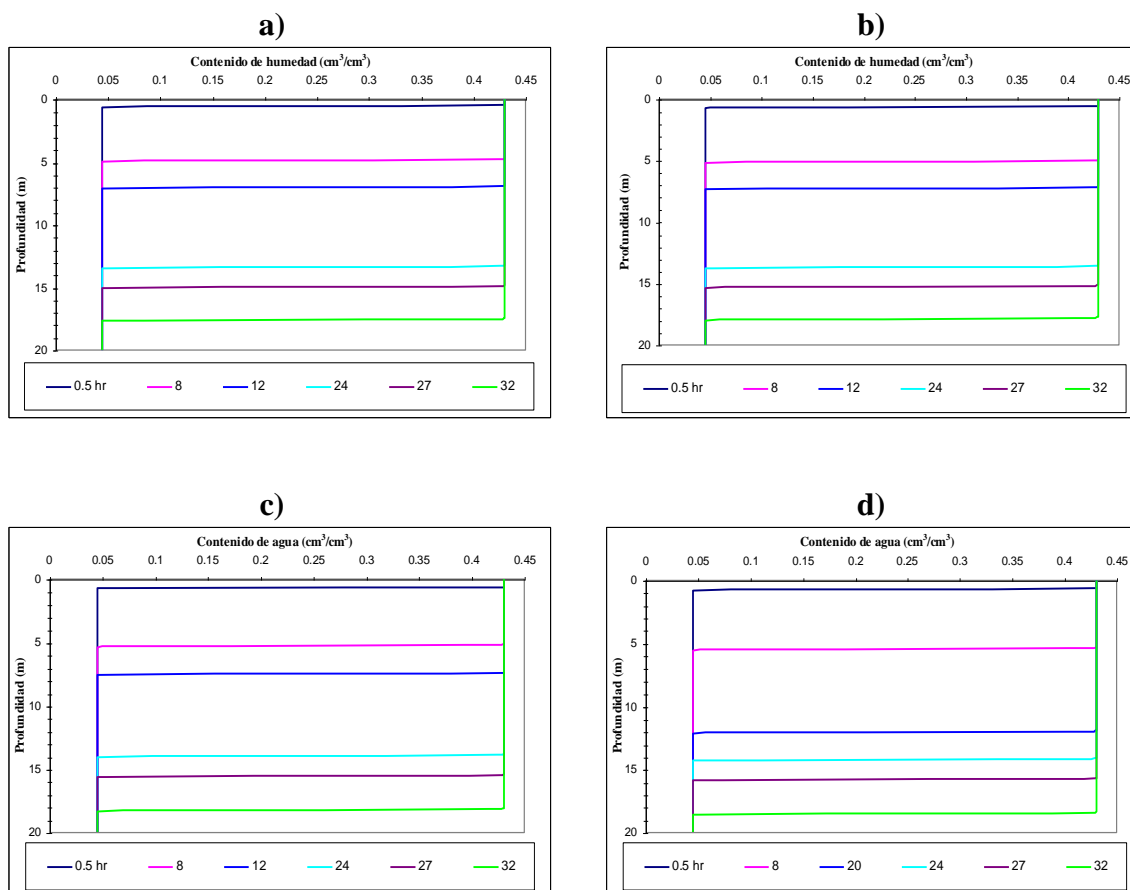 a)
Contenido de humedad (cm³/cm³)
0 0.05 0.1 0.15 0.2 0.25 0.3 0.35 0.4 0.45
Profundidad (m)
0
5
10
15
20
0.5 hr 8 12 24 27 32
b)
Contenido de humedad (cm³/cm³)
0 0.05 0.1 0.15 0.2 0.25 0.3 0.35 0.4 0.45
Profundidad (m)
0
5
10
15
20
0.5 hr 8 12 24 27 32
c)
Contenido de agua (cm³/cm³)
0 0.05 0.1 0.15 0.2 0.25 0.3 0.35 0.4 0.45
Profundidad (m)
0
5
10
15
20
0.5 hr 8 12 24 27 32
d)
Contenido de agua (cm³/cm³)
0 0.05 0.1 0.15 0.2 0.25 0.3 0.35 0.4 0.45
Profundidad (m)
0
5
10
15
20
0.5 hr 8 20 24 27 32